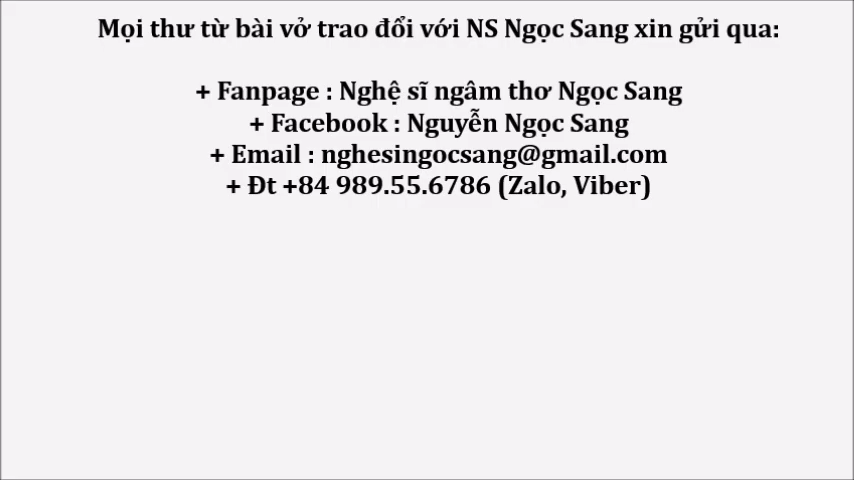 Mọi thư từ bài vở trao đổi với NS Ngọc Sang xin gửi qua:
+ Fanpage : Nghệ sĩ ngâm thơ Ngọc Sang
+ Facebook : Nguyễn Ngọc Sang
+ Email : nghesingocsang@gmail.com
+ Đt +84 989.55.6786 (Zalo, Viber)